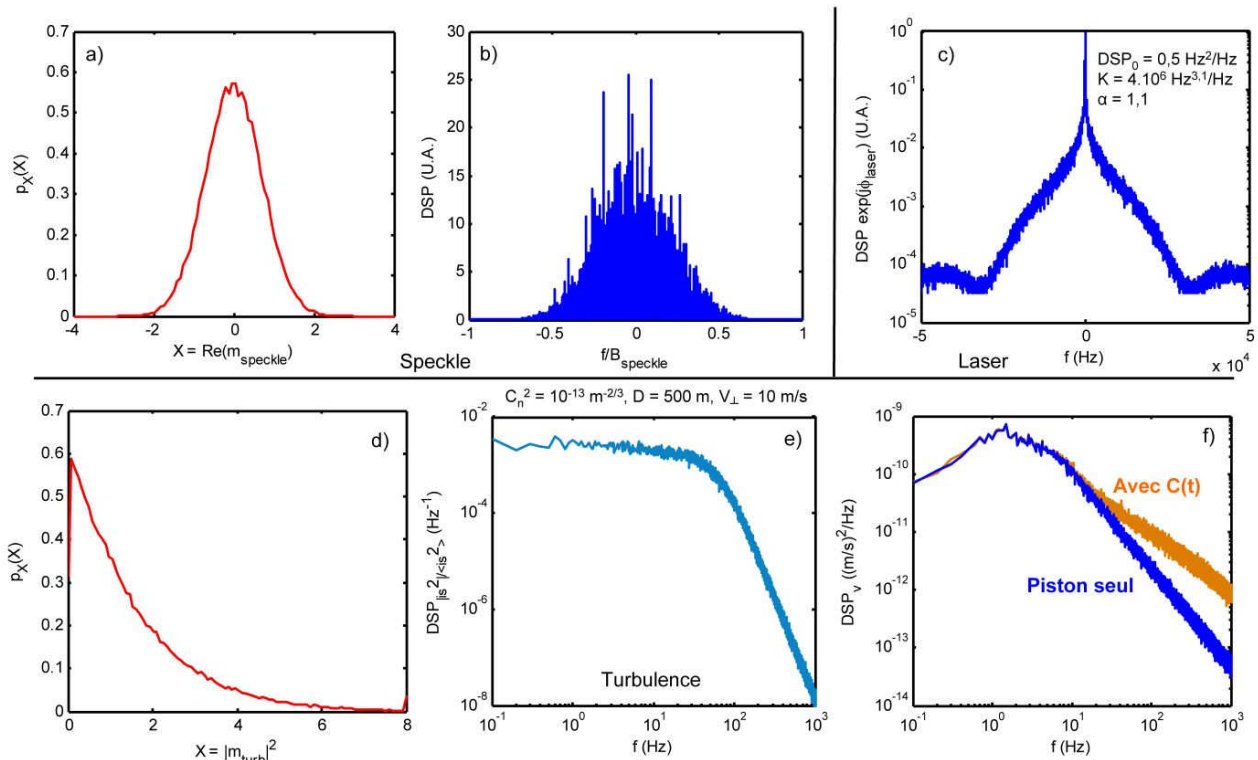 a)
0.7
0.6
0.5
0.4
0.3
0.2
0.1
0
-4
-2
0
2
4
p_X(X)
X = Re(m_speckle)
b)
30
25
20
15
10
5
0
-1
-0.5
0
0.5
1
DSP (U.A.)
f/B_speckle
Speckle
c)
DSP_0 = 0,5 Hz^2/Hz
K = 4.10^6 Hz^3,1/Hz
α = 1,1
10^0
10^-1
10^-2
10^-3
10^-4
10^-5
-5
0
5
x 10^4
DSP exp(jϕ_laser) (U.A.)
f (Hz)
Laser
d)
0.7
0.6
0.5
0.4
0.3
0.2
0.1
0
0
2
4
6
8
p_X(X)
X = |m_turb|^2
C_n^2 = 10^-13 m^-2/3, D = 500 m, V_⊥ = 10 m/s
e)
10^-2
10^-4
10^-6
10^-8
10^-1
10^0
10^1
10^2
10^3
DSP_|is^2|/<is^2> (Hz^-1)
f (Hz)
Turbulence
f)
10^-9
10^-10
10^-11
10^-12
10^-13
10^-14
10^-1
10^0
10^1
10^2
10^3
DSP_v ((m/s)^2/Hz)
f (Hz)
Avec C(t)
Piston seul